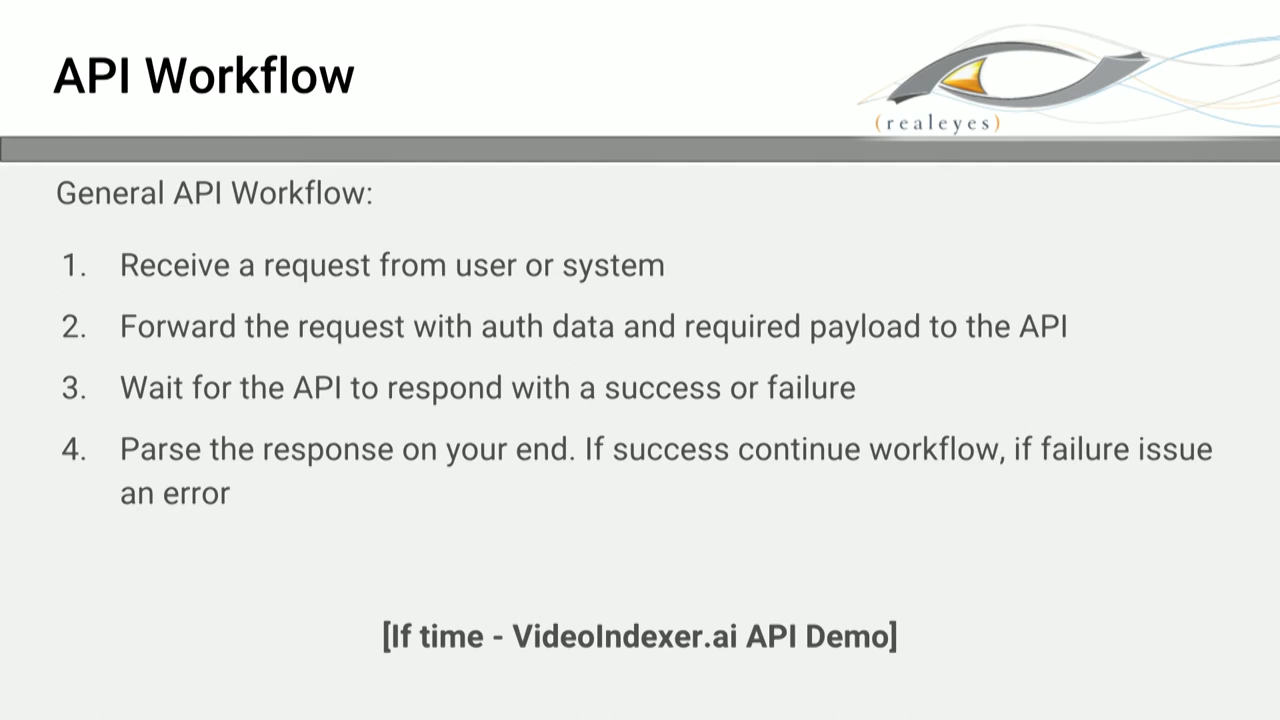 API Workflow
(realeyes)
General API Workflow:
1. Receive a request from user or system
2. Forward the request with auth data and required payload to the API
3. Wait for the API to respond with a success or failure
4. Parse the response on your end. If success continue workflow, if failure issue
an error
[If time - VideoIndexer.ai API Demo]